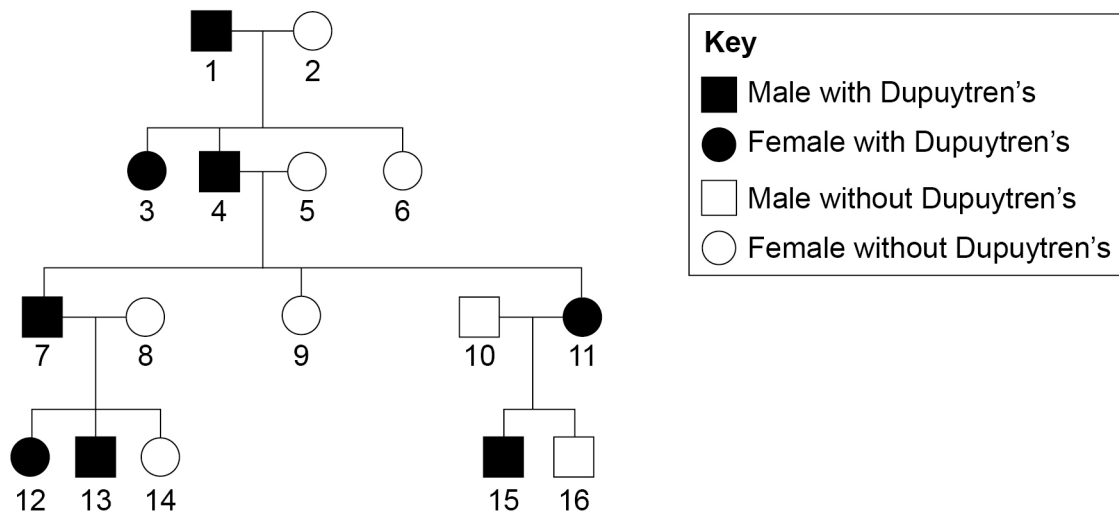 Key
Male with Dupuytren's
Female with Dupuytren's
Male without Dupuytren's
Female without Dupuytren's
1 2
3 4 5 6
7 8 9 10 11
12 13 14 15 16